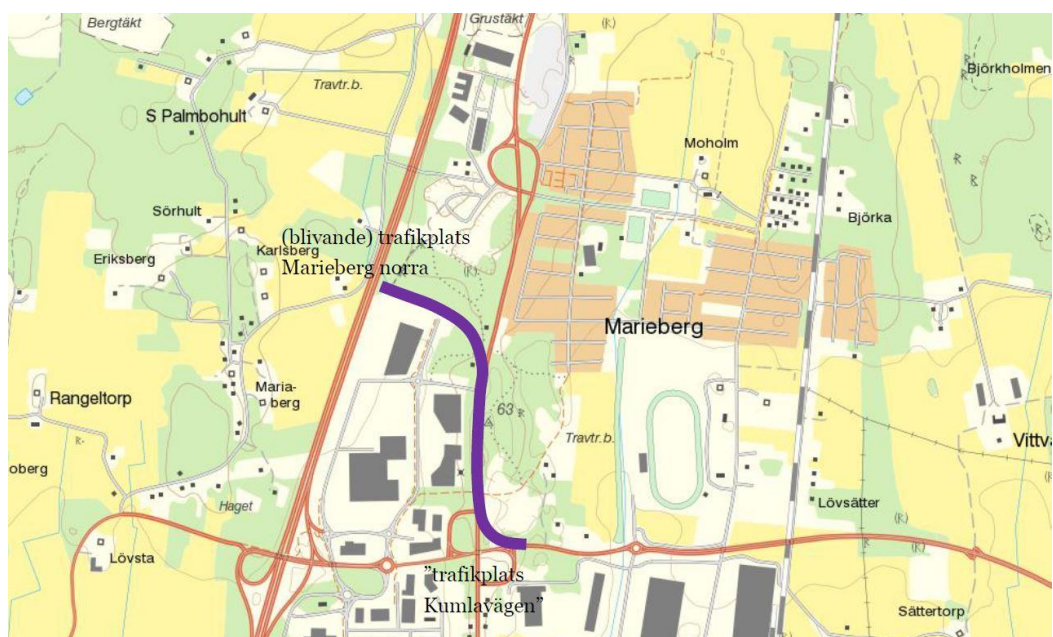 Bergtäkt
Grustäkt
(R)
Travtr.b.
S Palmbohult
Björkholmen
Moholm
Sörhult
Björka
(blivande) trafikplats
Marieberg norra
Karlsberg
Eriksberg
(R)
Marieberg
Rangeltorp
Maria-
berg
63
R
Travtr.b.
Vittva
oberg
R.
Haget
Lövsätter
(R)
(R)
Lövsta
"trafikplats
Kumlavägen"
Sättertorp